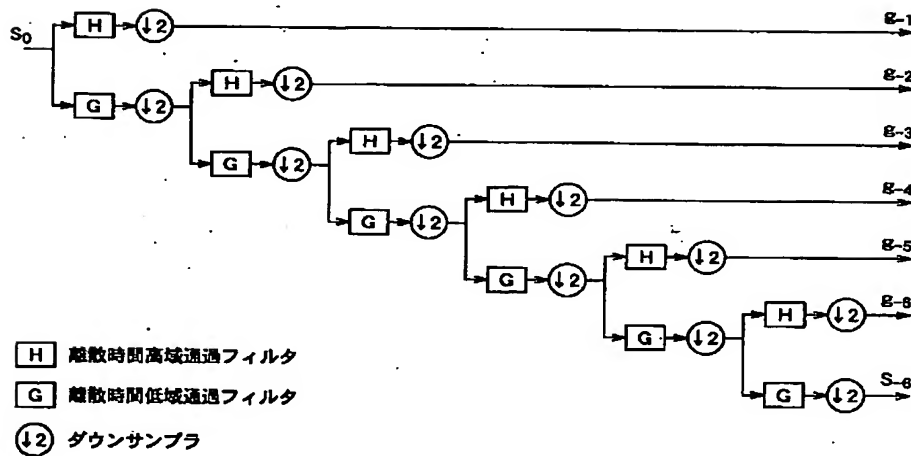 H ↓2 g-1
S0
G ↓2 H ↓2 g-2
G ↓2 H ↓2 g-3
G ↓2 H ↓2 g-4
G ↓2 H ↓2 g-5
G ↓2 H ↓2 g-6
G ↓2 S-6
H 離散時間高域通過フィルタ
G 離散時間低域通過フィルタ
↓2 ダウンサンプラ